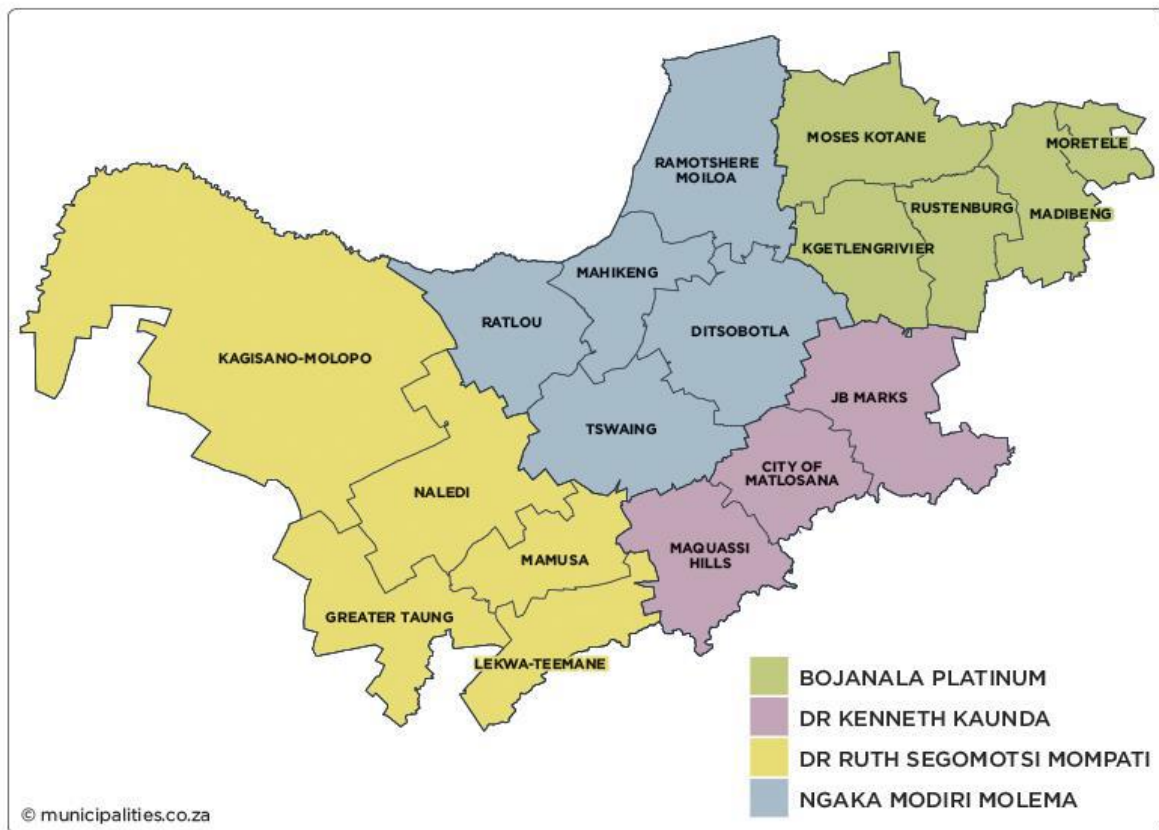 MOSES KOTANE
MORETELE
RAMOTSHERE
MOILOA
RUSTENBURG
MADIBENG
KGETLENGRIVIER
MAHIKENG
RATLOU
DITSOBOTLA
KAGISANO-MOLOPO
JB MARKS
TSWAING
CITY OF
MATLOSANA
NALEDI
MAQUASSI
HILLS
MAMUSA
GREATER TAUNG
LEKWA-TEEMANE
BOJANALA PLATINUM
DR KENNETH KAUNDA
DR RUTH SEGOMOTSI MOMPATI
NGAKA MODIRI MOLEMA
© municipalities.co.za